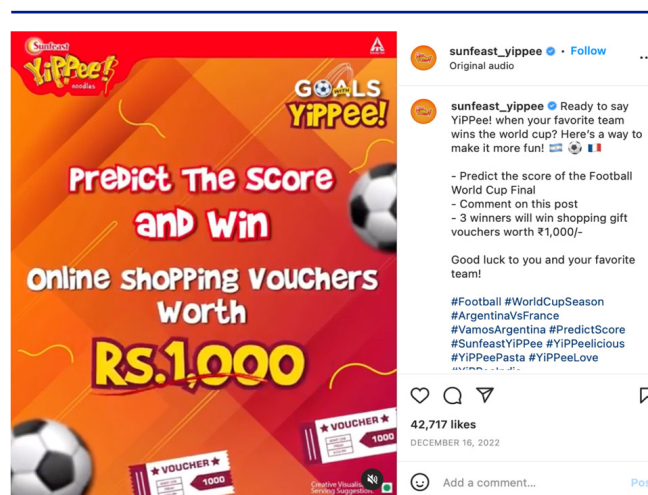 Sunfeast
YiPPee!
noodles
ITC
GOALS
WITH
YiPPee!
Predict The Score
and Win
Online Shopping Vouchers
Worth
RS.1,000
VOUCHER
1000
VOUCHER
1000
Creative Visualis
Serving Suggestion
sunfeast_yippee • Follow
Original audio
sunfeast_yippee Ready to say
YiPPee! when your favorite team
wins the world cup? Here's a way to
make it more fun! 🇦🇷 ⚽ 🇫🇷
- Predict the score of the Football
World Cup Final
- Comment on this post
- 3 winners will win shopping gift
vouchers worth ₹1,000/-
Good luck to you and your favorite
team!
#Football #WorldCupSeason
#ArgentinaVsFrance
#VamosArgentina #PredictScore
#SunfeastYiPPee #YiPPeelicious
#YiPPeePasta #YiPPeeLove
#YiPPeeIndia
42,717 likes
DECEMBER 16, 2022
Add a comment...
Pos